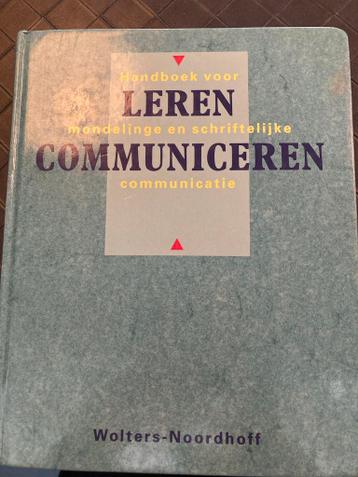 Handboek voor
LEREN
mondelinge en schriftelijke
COMMUNICEREN
communicatie
Wolters-Noordhoff